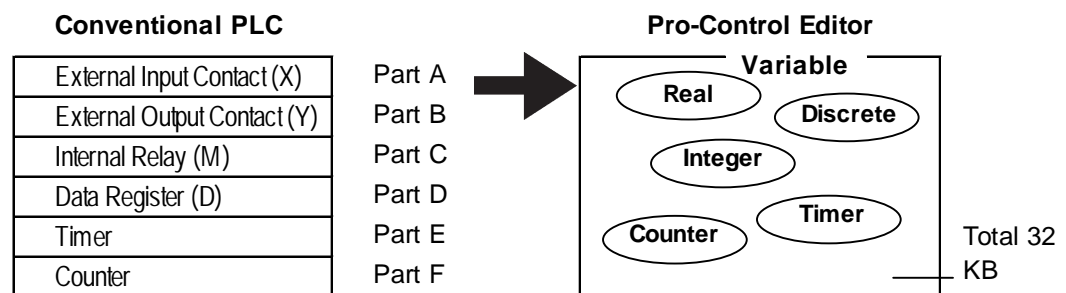 Conventional PLC
External Input Contact (X)
External Output Contact (Y)
Internal Relay (M)
Data Register (D)
Timer
Counter
Part A
Part B
Part C
Part D
Part E
Part F
Pro-Control Editor
Variable
Real
Discrete
Integer
Timer
Counter
Total 32
KB